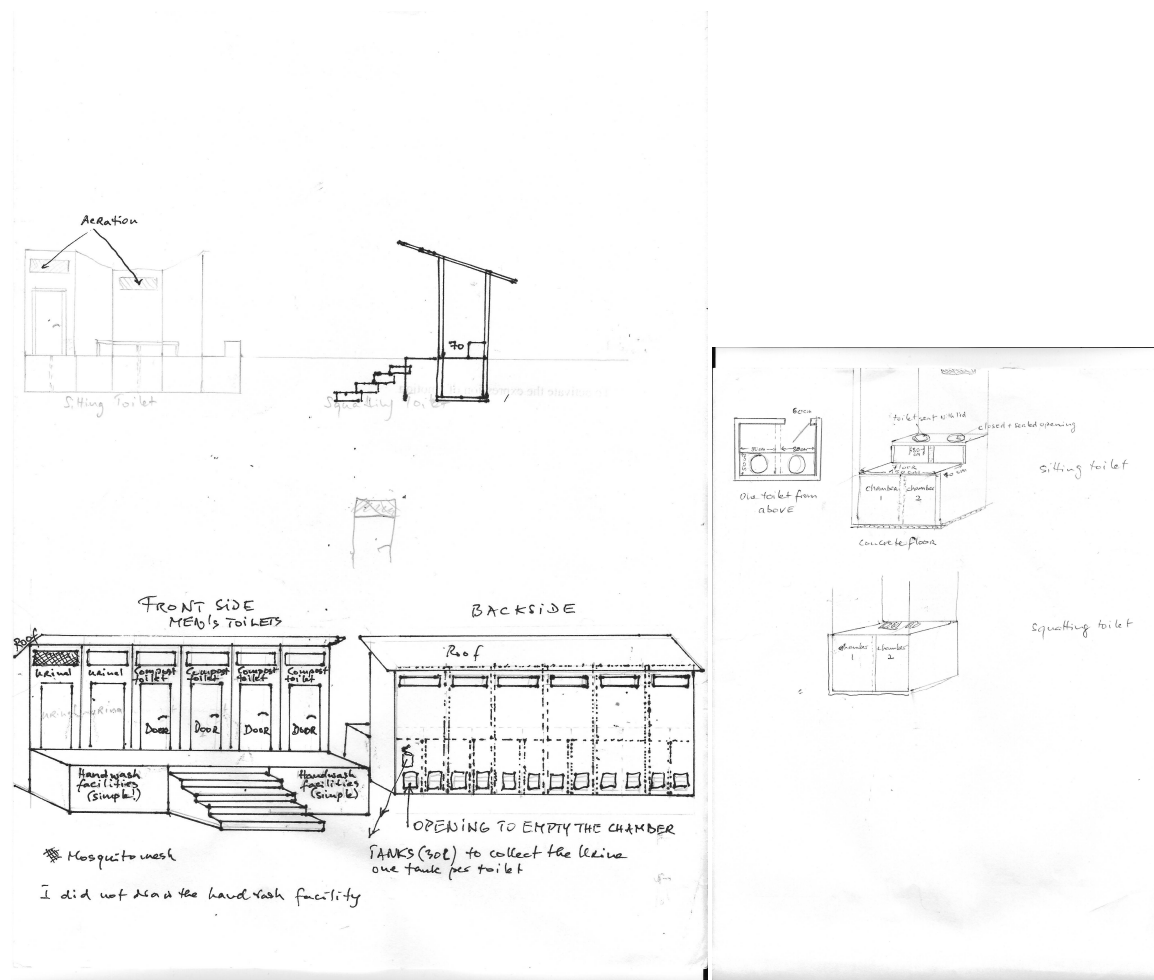 Aeration
70
Sitting Toilet
Squatting Toilet
FRONT SIDE
MEN's TOILETS
ROOF
urinal
urinal
Compost
toilet
Compost
toilet
Compost
toilet
Compost
toilet
DOOR
DOOR
DOOR
DOOR
Handwash
facilities
(simple!)
Handwash
facilities
(simple)
Mosquitomesh
I did not draw the handwash facility
BACKSIDE
Roof
OPENING TO EMPTY THE CHAMBER
TANKS (30L) to collect the Urine
one tank per toilet
One toilet from
above
toilet seat with lid
closed + sealed opening
floor
chamber
1
chamber
2
concrete floor
sitting toilet
chamber
1
chamber
2
squatting toilet